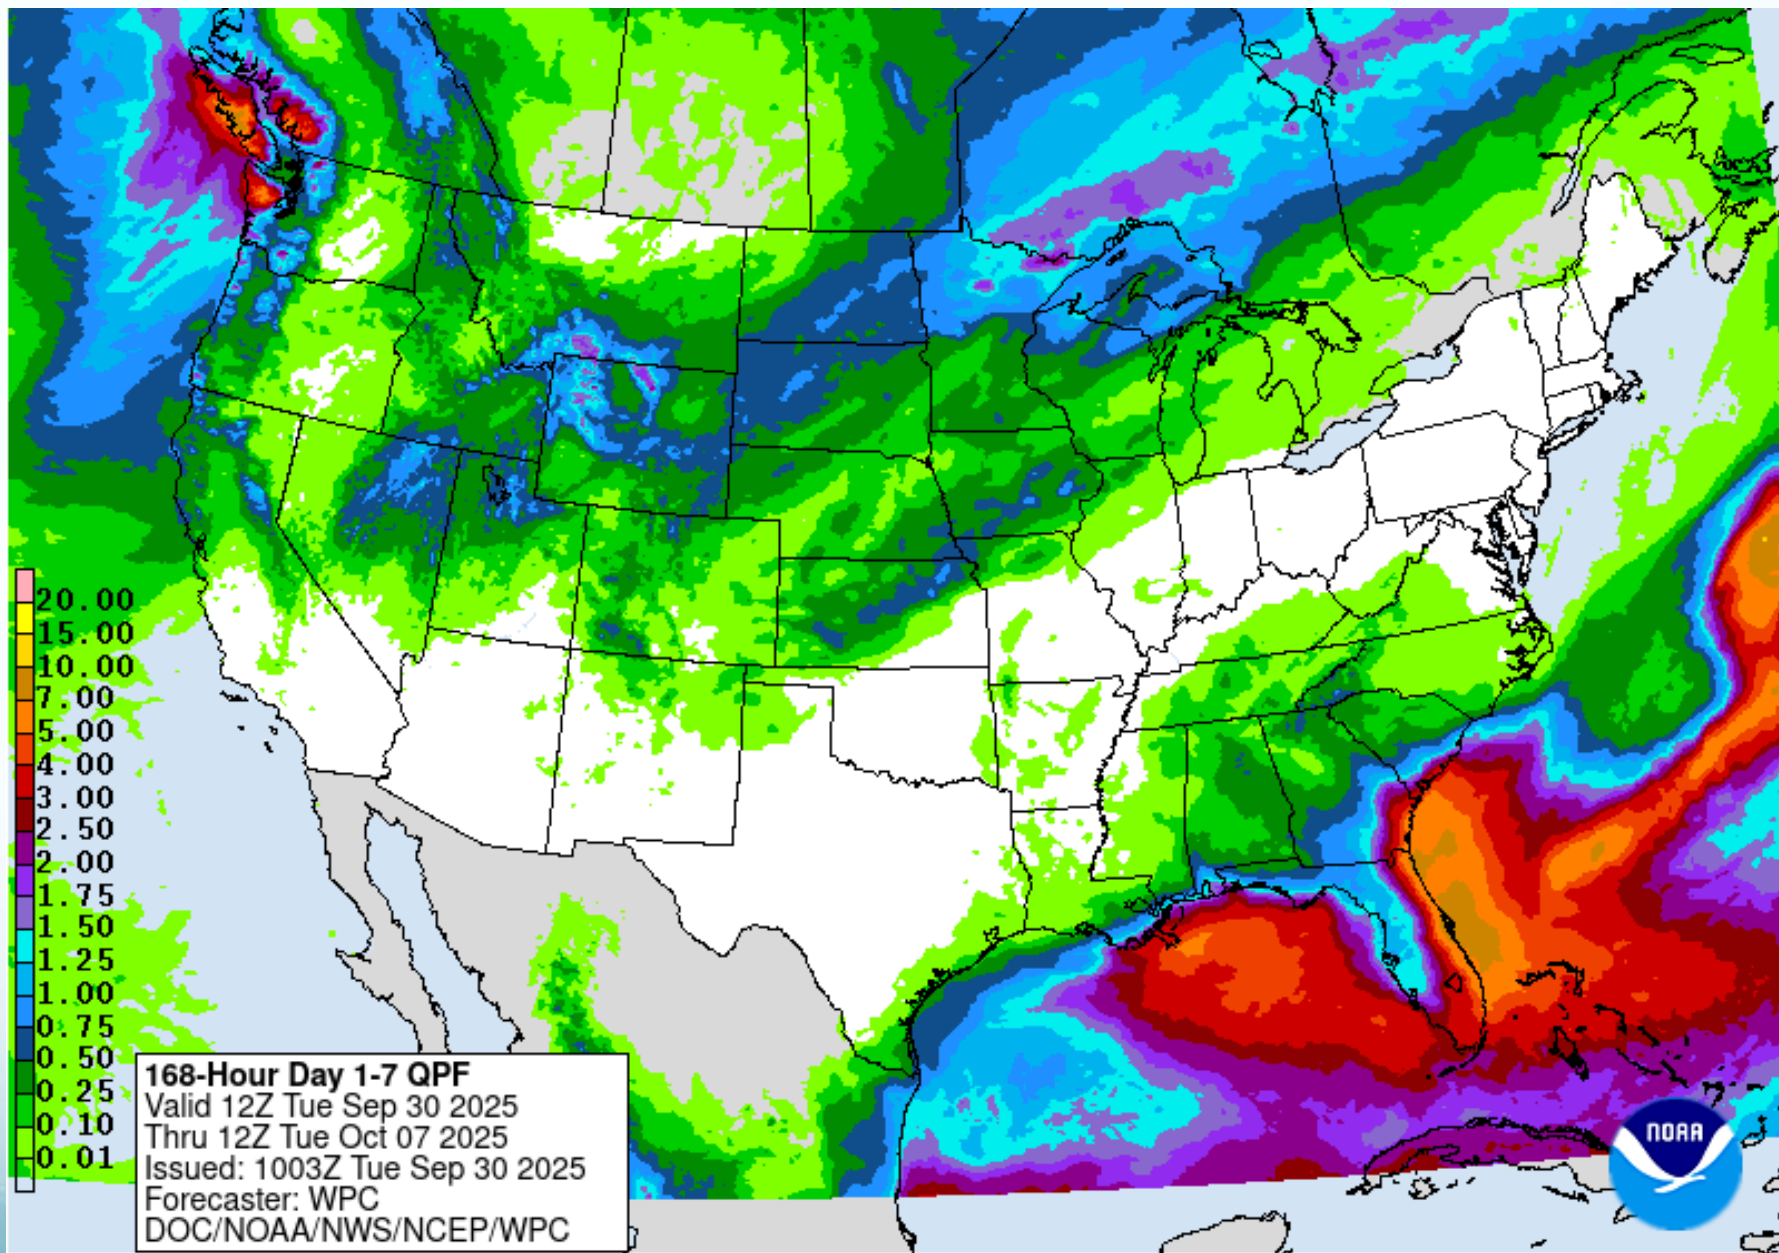 20.00
15.00
10.00
7.00
5.00
4.00
3.00
2.50
2.00
1.75
1.50
1.25
1.00
0.75
0.50
0.25
0.10
0.01
168-Hour Day 1-7 QPF
Valid 12Z Tue Sep 30 2025
Thru 12Z Tue Oct 07 2025
Issued: 1003Z Tue Sep 30 2025
Forecaster: WPC
DOC/NOAA/NWS/NCEP/WPC
NOAA